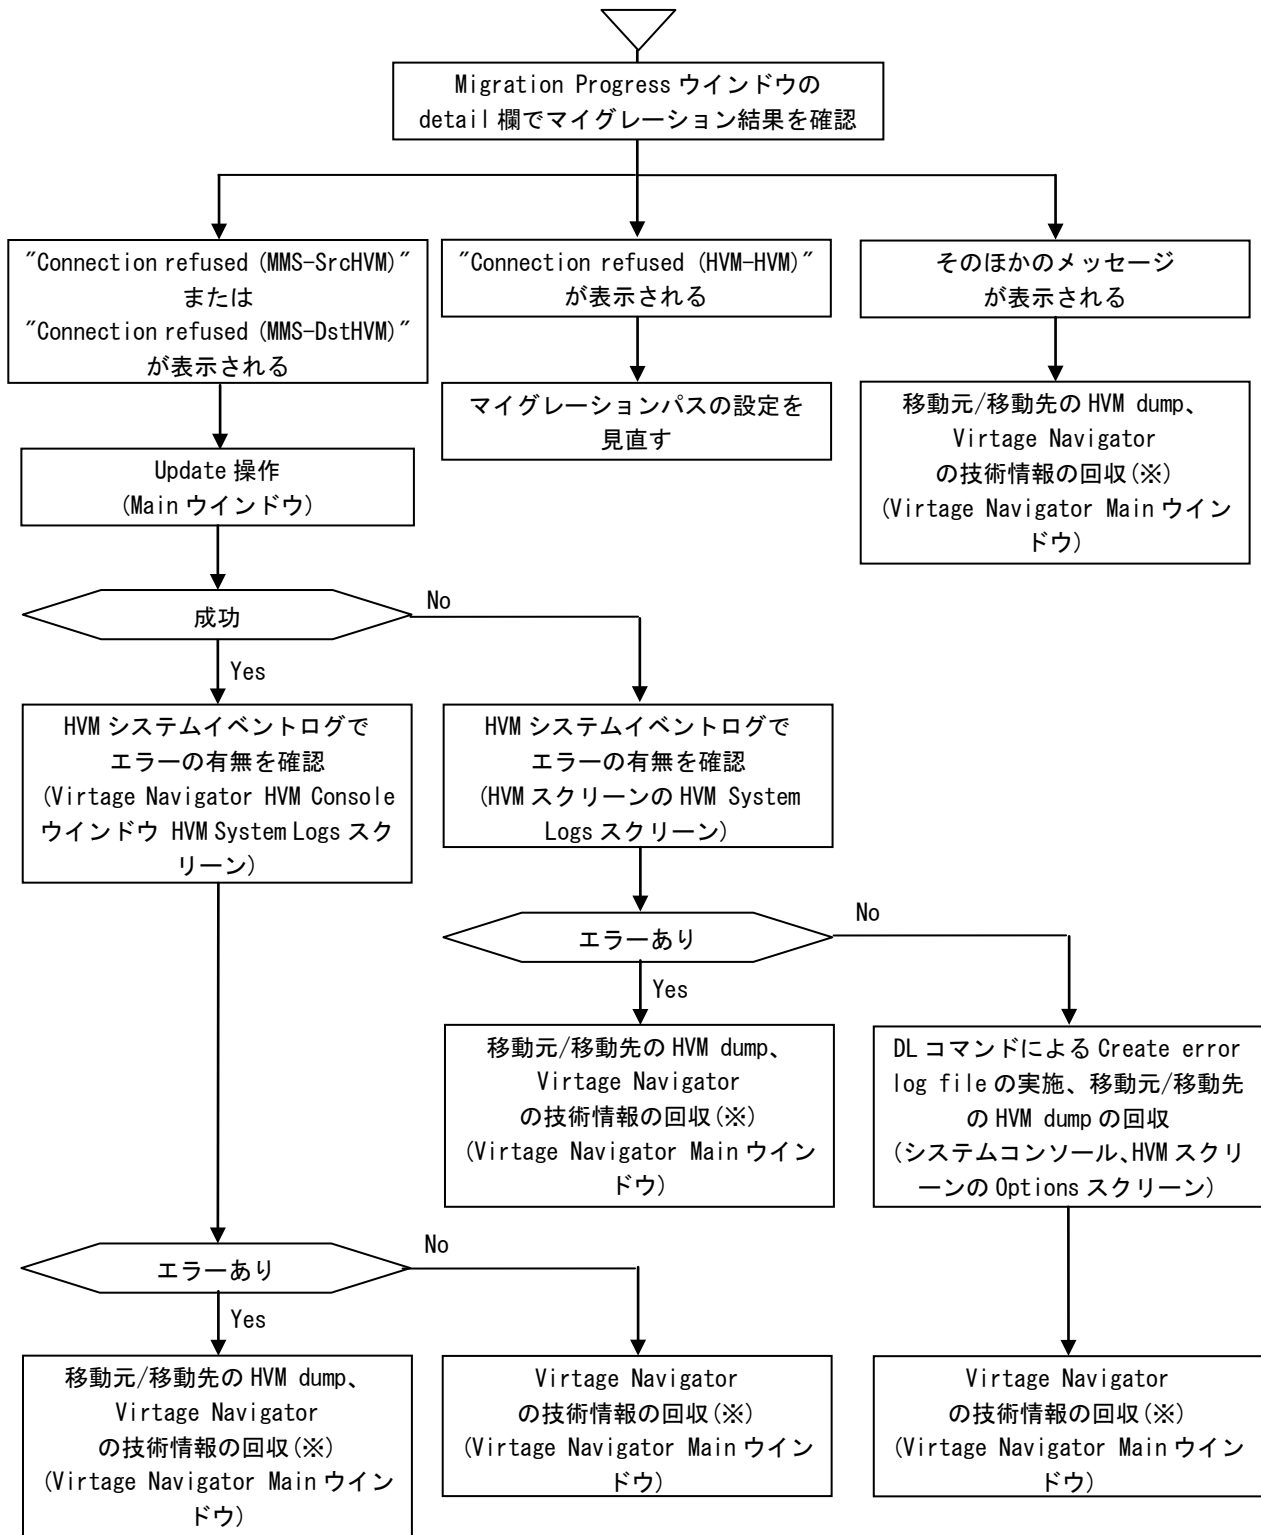 Migration Progress ウインドウの
detail 欄でマイグレーション結果を確認
"Connection refused (MMS-SrcHVM)"
または
"Connection refused (MMS-DstHVM)"
が表示される
"Connection refused (HVM-HVM)"
が表示される
そのほかのメッセージ
が表示される
マイグレーションパスの設定を
見直す
移動元/移動先の HVM dump、
Virtage Navigator
の技術情報の回収(※)
(Virtage Navigator Main ウイン
ドウ)
Update 操作
(Main ウインドウ)
成功
No
Yes
HVM システムイベントログで
エラーの有無を確認
(Virtage Navigator HVM Console
ウインドウ HVM System Logs スク
リーン)
HVM システムイベントログで
エラーの有無を確認
(HVM スクリーンの HVM System
Logs スクリーン)
エラーあり
No
Yes
移動元/移動先の HVM dump、
Virtage Navigator
の技術情報の回収(※)
(Virtage Navigator Main ウイン
ドウ)
DL コマンドによる Create error
log file の実施、移動元/移動先
の HVM dump の回収
(システムコンソール、HVM スクリ
ーンの Options スクリーン)
エラーあり
No
Yes
移動元/移動先の HVM dump、
Virtage Navigator
の技術情報の回収(※)
(Virtage Navigator Main ウイン
ドウ)
Virtage Navigator
の技術情報の回収(※)
(Virtage Navigator Main ウイン
ドウ)
Virtage Navigator
の技術情報の回収(※)
(Virtage Navigator Main ウイン
ドウ)